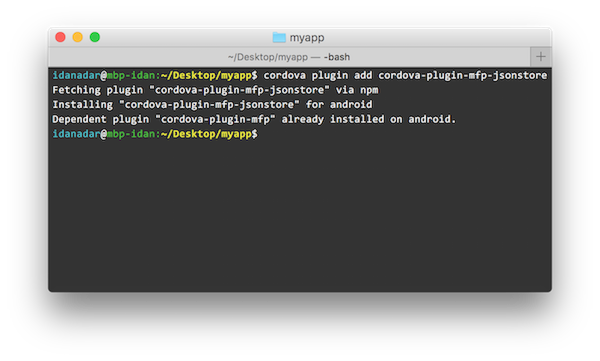 myapp
~/Desktop/myapp — -bash
+
idanadar@mbp-idan:~/Desktop/myapp$ cordova plugin add cordova-plugin-mfp-jsonstore
Fetching plugin "cordova-plugin-mfp-jsonstore" via npm
Installing "cordova-plugin-mfp-jsonstore" for android
Dependent plugin "cordova-plugin-mfp" already installed on android.
idanadar@mbp-idan:~/Desktop/myapp$